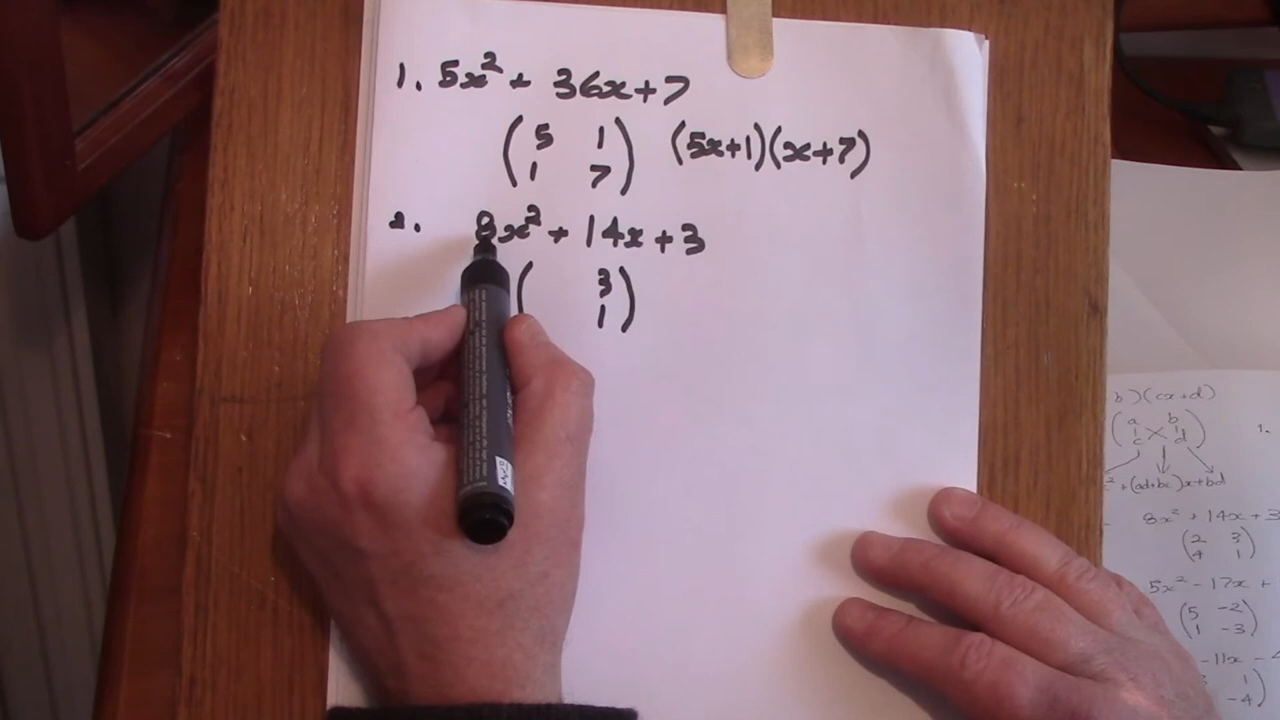 1. 5x² + 36x + 7
( 5 1 ) (5x+1)(x+7)
( 1 7 )
2. 8x² + 14x + 3
( 3 )
( 1 )
)(cx+d)
( a b )
( c d )
+(ad+bc)x+bd
1.
8x² + 14x + 3
( 2 3 )
( 4 1 )
5x² - 17x +
( 5 -2 )
( 1 -3 )
-11x -
1 )
-4 )